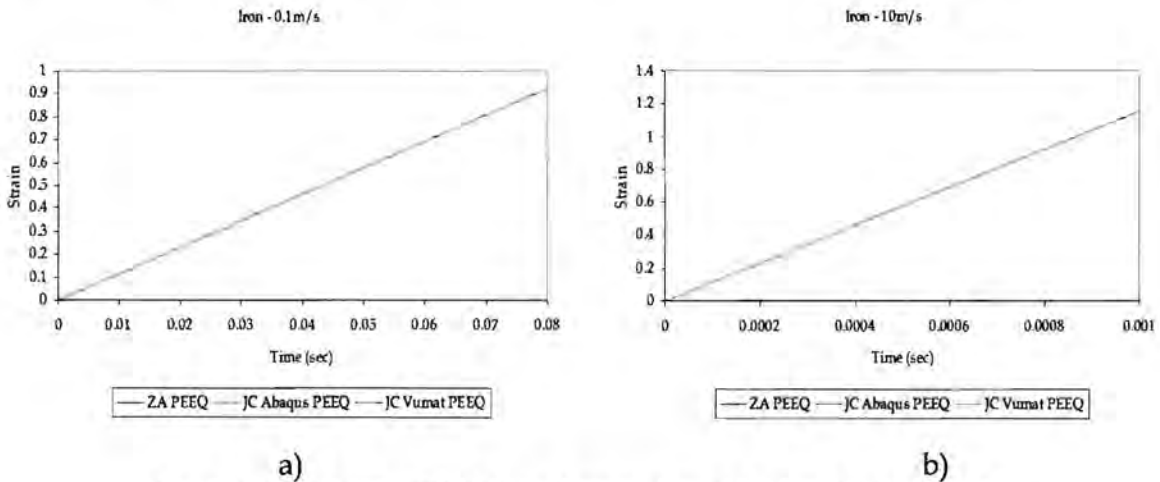 Iron - 0.1m/s
1
0.9
0.8
0.7
0.6
0.5
0.4
0.3
0.2
0.1
0
Strain
0 0.01 0.02 0.03 0.04 0.05 0.06 0.07 0.08
Time (sec)
ZA PEEQ JC Abaqus PEEQ JC Vumat PEEQ
a)
Iron - 10m/s
1.4
1.2
1
0.8
0.6
0.4
0.2
0
Strain
0 0.0002 0.0004 0.0006 0.0008 0.001
Time (sec)
ZA PEEQ JC Abaqus PEEQ JC Vumat PEEQ
b)